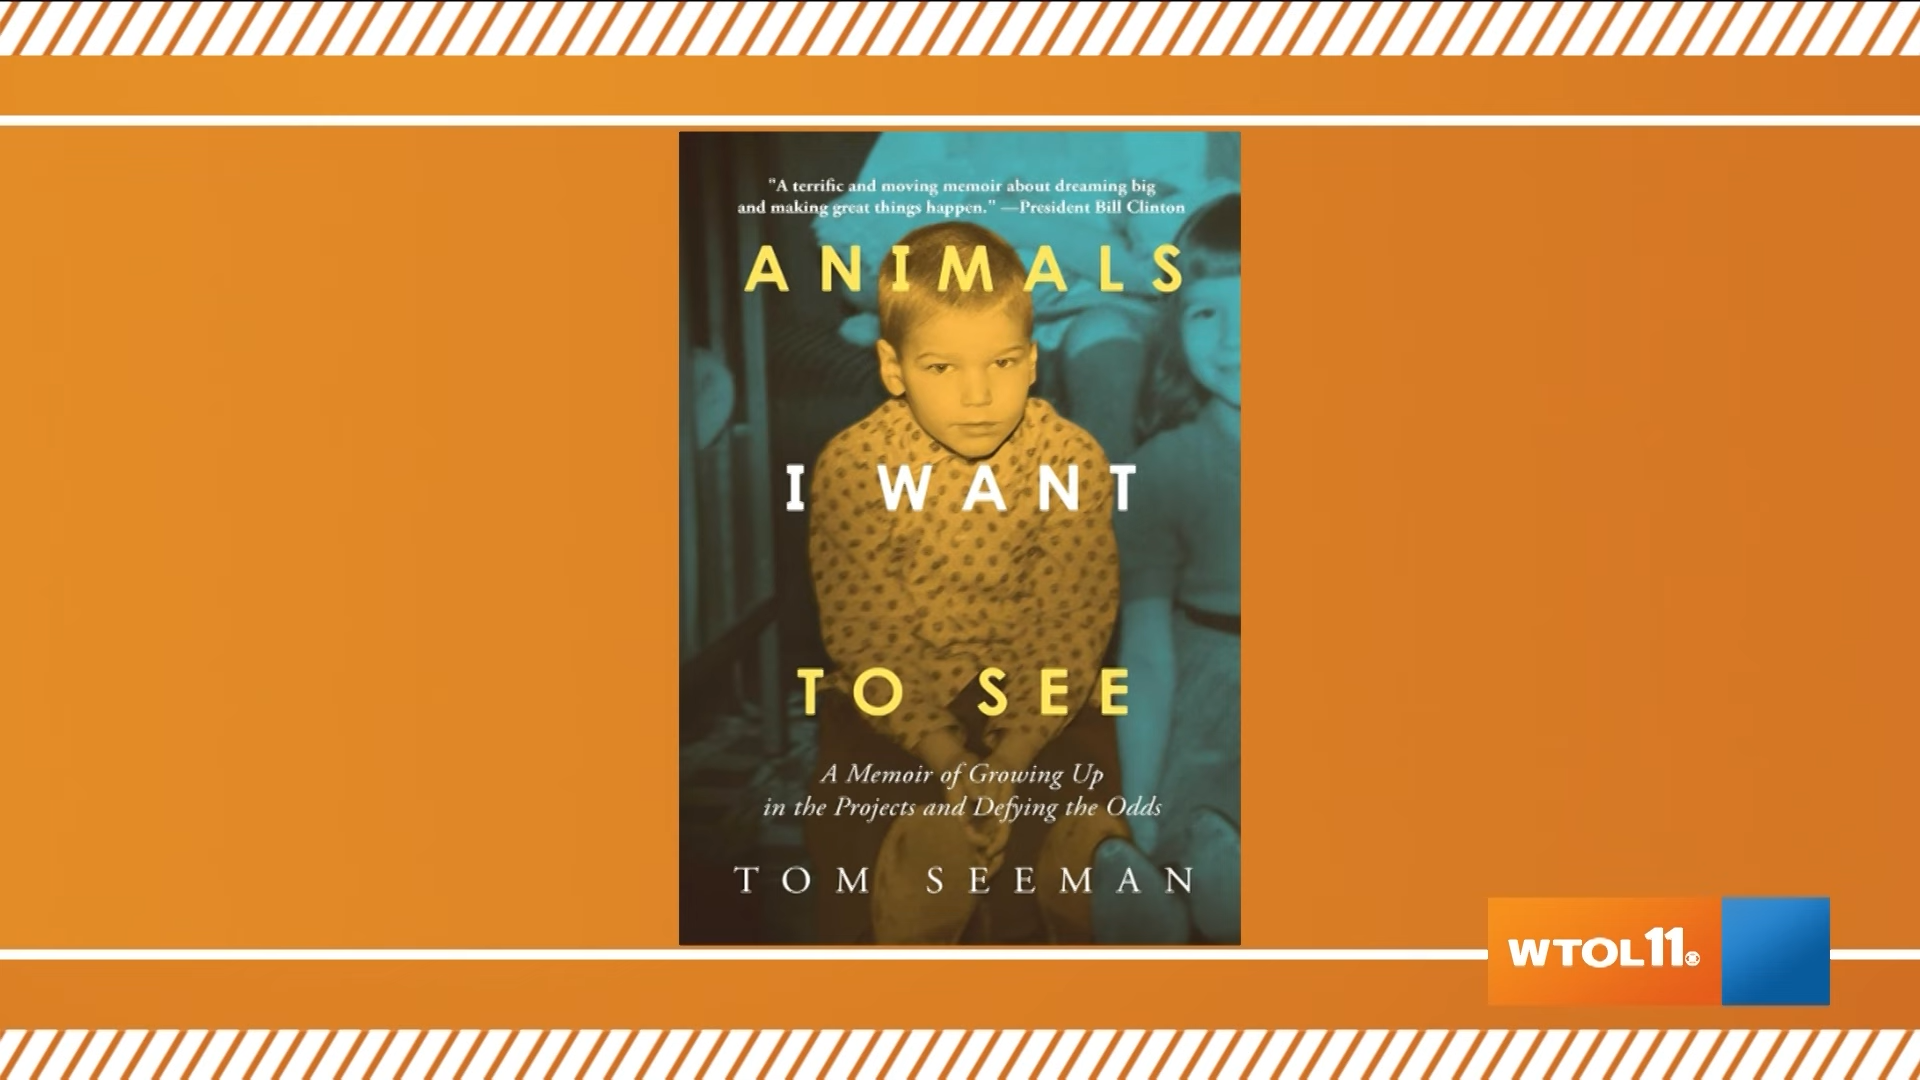 "A terrific and moving memoir about dreaming big
and making great things happen." —President Bill Clinton
ANIMALS
I WANT
TO SEE
A Memoir of Growing Up
in the Projects and Defying the Odds
TOM SEEMAN
WTOL11